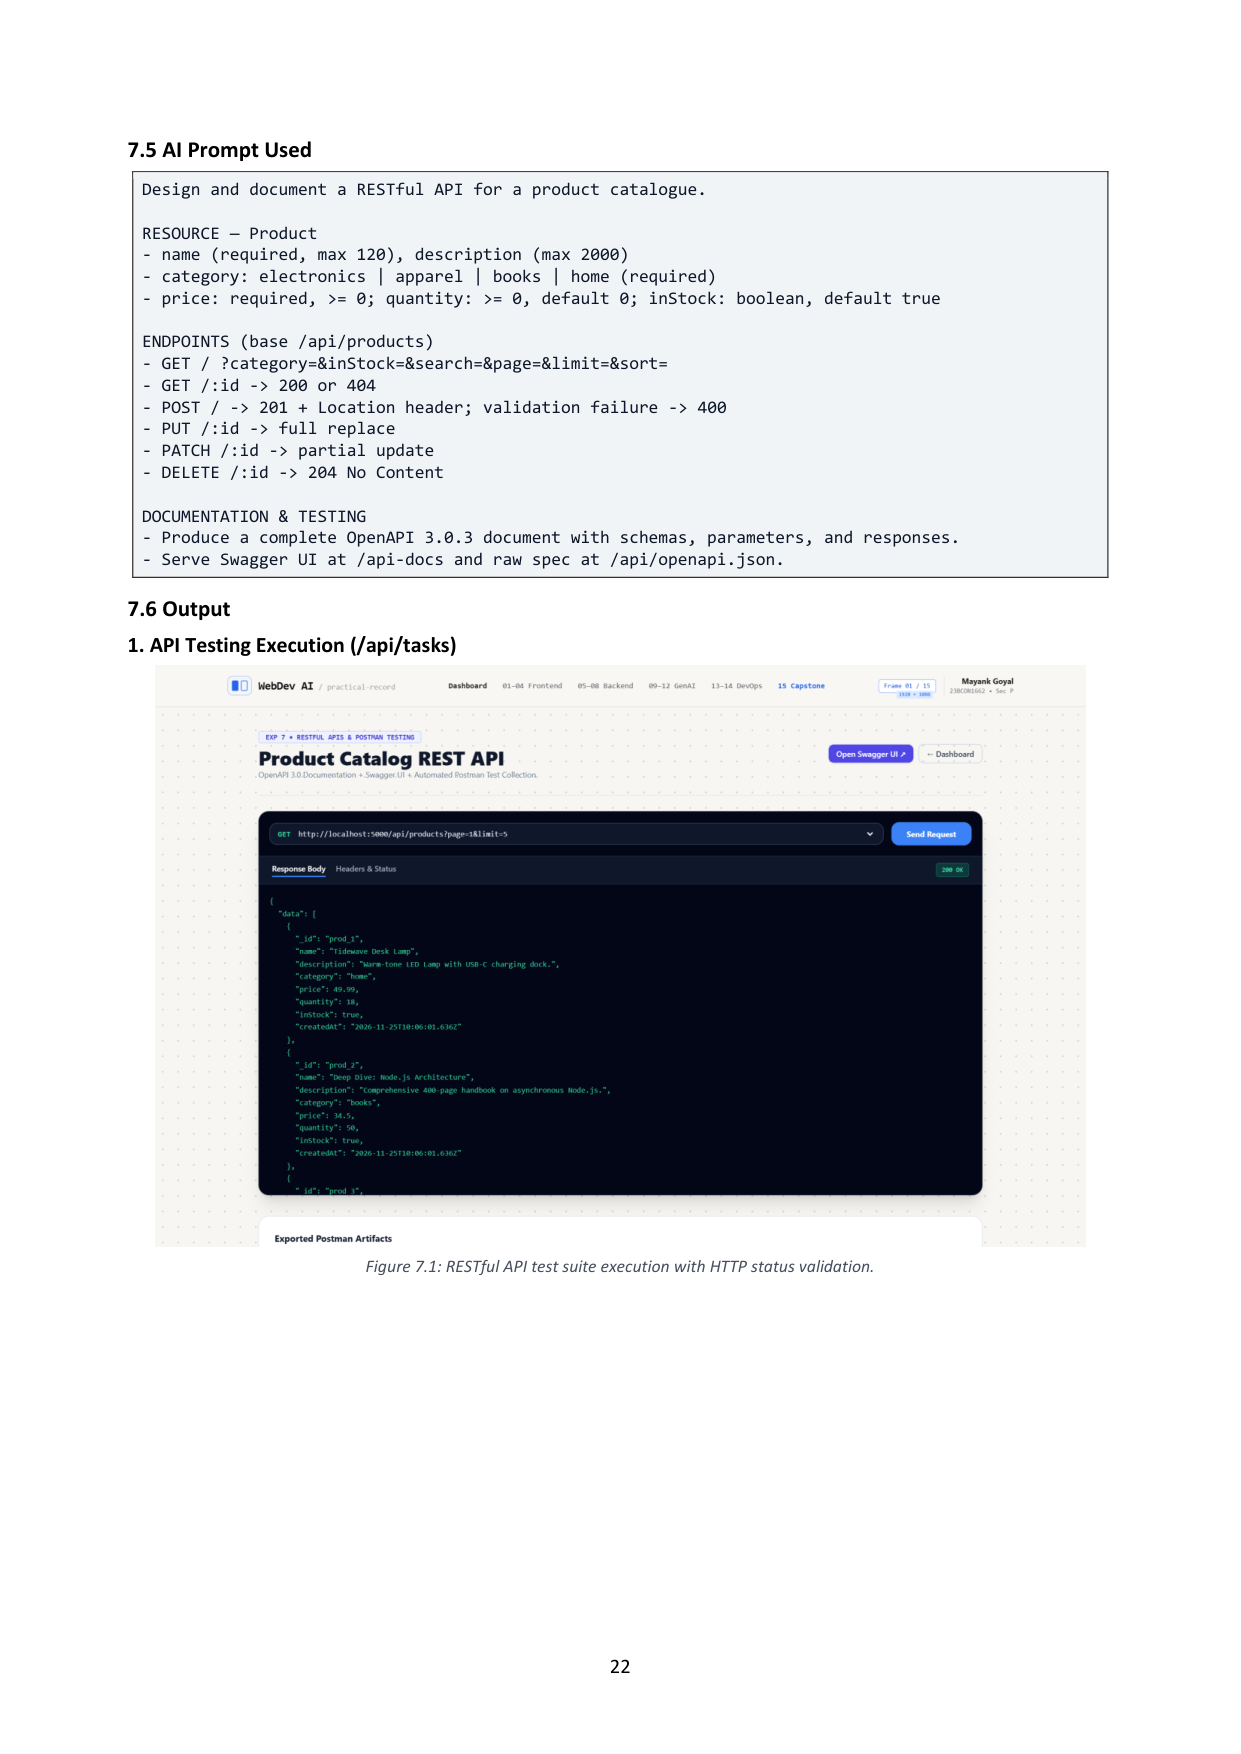 7.5 AI Prompt Used
Design and document a RESTful API for a product catalogue.
RESOURCE — Product
- name (required, max 120), description (max 2000)
- category: electronics | apparel | books | home (required)
- price: required, >= 0; quantity: >= 0, default 0; inStock: boolean, default true
ENDPOINTS (base /api/products)
- GET / ?category=&inStock=&search=&page=&limit=&sort=
- GET /:id -> 200 or 404
- POST / -> 201 + Location header; validation failure -> 400
- PUT /:id -> full replace
- PATCH /:id -> partial update
- DELETE /:id -> 204 No Content
DOCUMENTATION & TESTING
- Produce a complete OpenAPI 3.0.3 document with schemas, parameters, and responses.
- Serve Swagger UI at /api-docs and raw spec at /api/openapi.json.
7.6 Output
1. API Testing Execution (/api/tasks)
WebDev AI / practical-record Dashboard 01–04 Frontend 05–08 Backend 09–12 GenAI 13–14 DevOps 15 Capstone Frame 01 / 15 Mayank Goyal
23BCON1662 • Sec P
EXP 7 • RESTFUL APIS & POSTMAN TESTING
Product Catalog REST API Open Swagger UI ↗ ← Dashboard
OpenAPI 3.0 Documentation + Swagger UI + Automated Postman Test Collection.
GET http://localhost:5000/api/products?page=1&limit=5 Send Request
Response Body Headers & Status 200 OK
{
"data": [
{
"_id": "prod_1",
"name": "Tidewave Desk Lamp",
"description": "Warm-tone LED Lamp with USB-C charging dock.",
"category": "home",
"price": 49.99,
"quantity": 18,
"inStock": true,
"createdAt": "2026-11-25T10:06:01.636Z"
},
{
"_id": "prod_2",
"name": "Deep Dive: Node.js Architecture",
"description": "Comprehensive 400-page handbook on asynchronous Node.js.",
"category": "books",
"price": 34.5,
"quantity": 50,
"inStock": true,
"createdAt": "2026-11-25T10:06:01.636Z"
},
{
"_id": "prod_3",
Exported Postman Artifacts
Figure 7.1: RESTful API test suite execution with HTTP status validation.
22